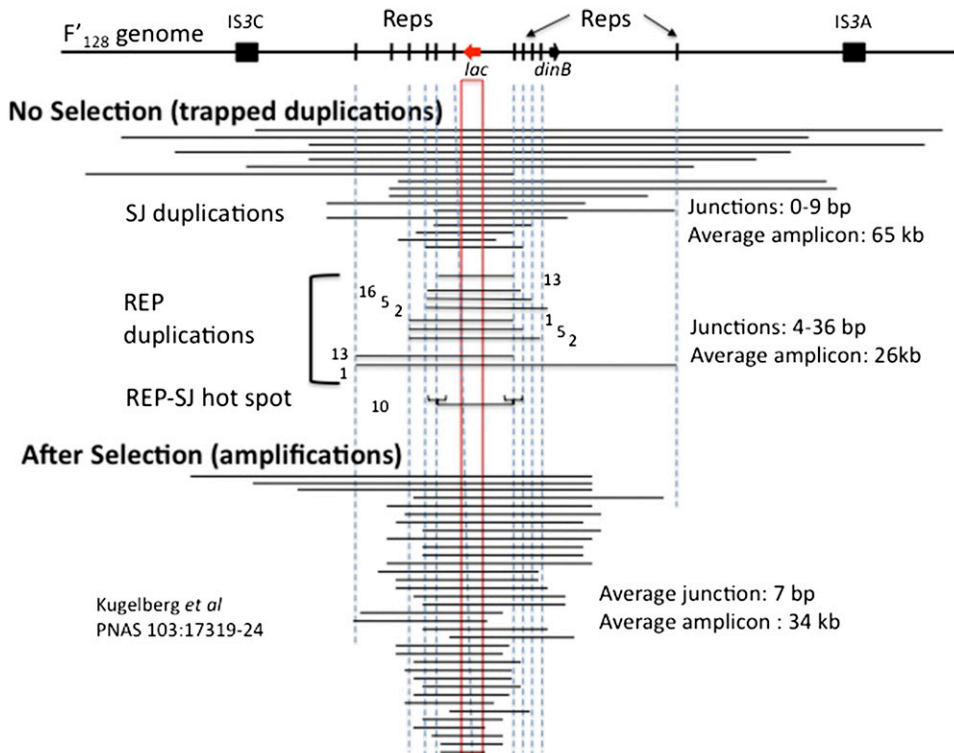 IS3C
Reps
Reps
IS3A
F'128 genome
lac
dinB
No Selection (trapped duplications)
SJ duplications
Junctions: 0-9 bp
Average amplicon: 65 kb
13
16
5
2
REP
duplications
1
5
2
Junctions: 4-36 bp
Average amplicon: 26kb
13
1
REP-SJ hot spot
10
After Selection (amplifications)
Average junction: 7 bp
Average amplicon : 34 kb
Kugelberg et al
PNAS 103:17319-24